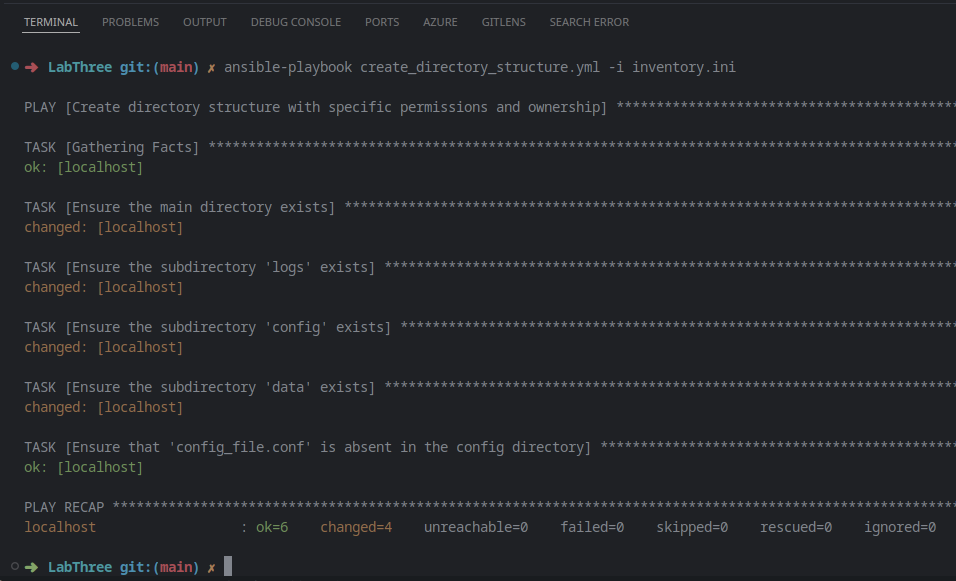 TERMINAL PROBLEMS OUTPUT DEBUG CONSOLE PORTS AZURE GITLENS SEARCH ERROR
➜ LabThree git:(main) ✗ ansible-playbook create_directory_structure.yml -i inventory.ini
PLAY [Create directory structure with specific permissions and ownership] *******************************************
TASK [Gathering Facts] **********************************************************************************************
ok: [localhost]
TASK [Ensure the main directory exists] *****************************************************************************
changed: [localhost]
TASK [Ensure the subdirectory 'logs' exists] ************************************************************************
changed: [localhost]
TASK [Ensure the subdirectory 'config' exists] **********************************************************************
changed: [localhost]
TASK [Ensure the subdirectory 'data' exists] ************************************************************************
changed: [localhost]
TASK [Ensure that 'config_file.conf' is absent in the config directory] *********************************************
ok: [localhost]
PLAY RECAP **********************************************************************************************************
localhost : ok=6 changed=4 unreachable=0 failed=0 skipped=0 rescued=0 ignored=0
➜ LabThree git:(main) ✗